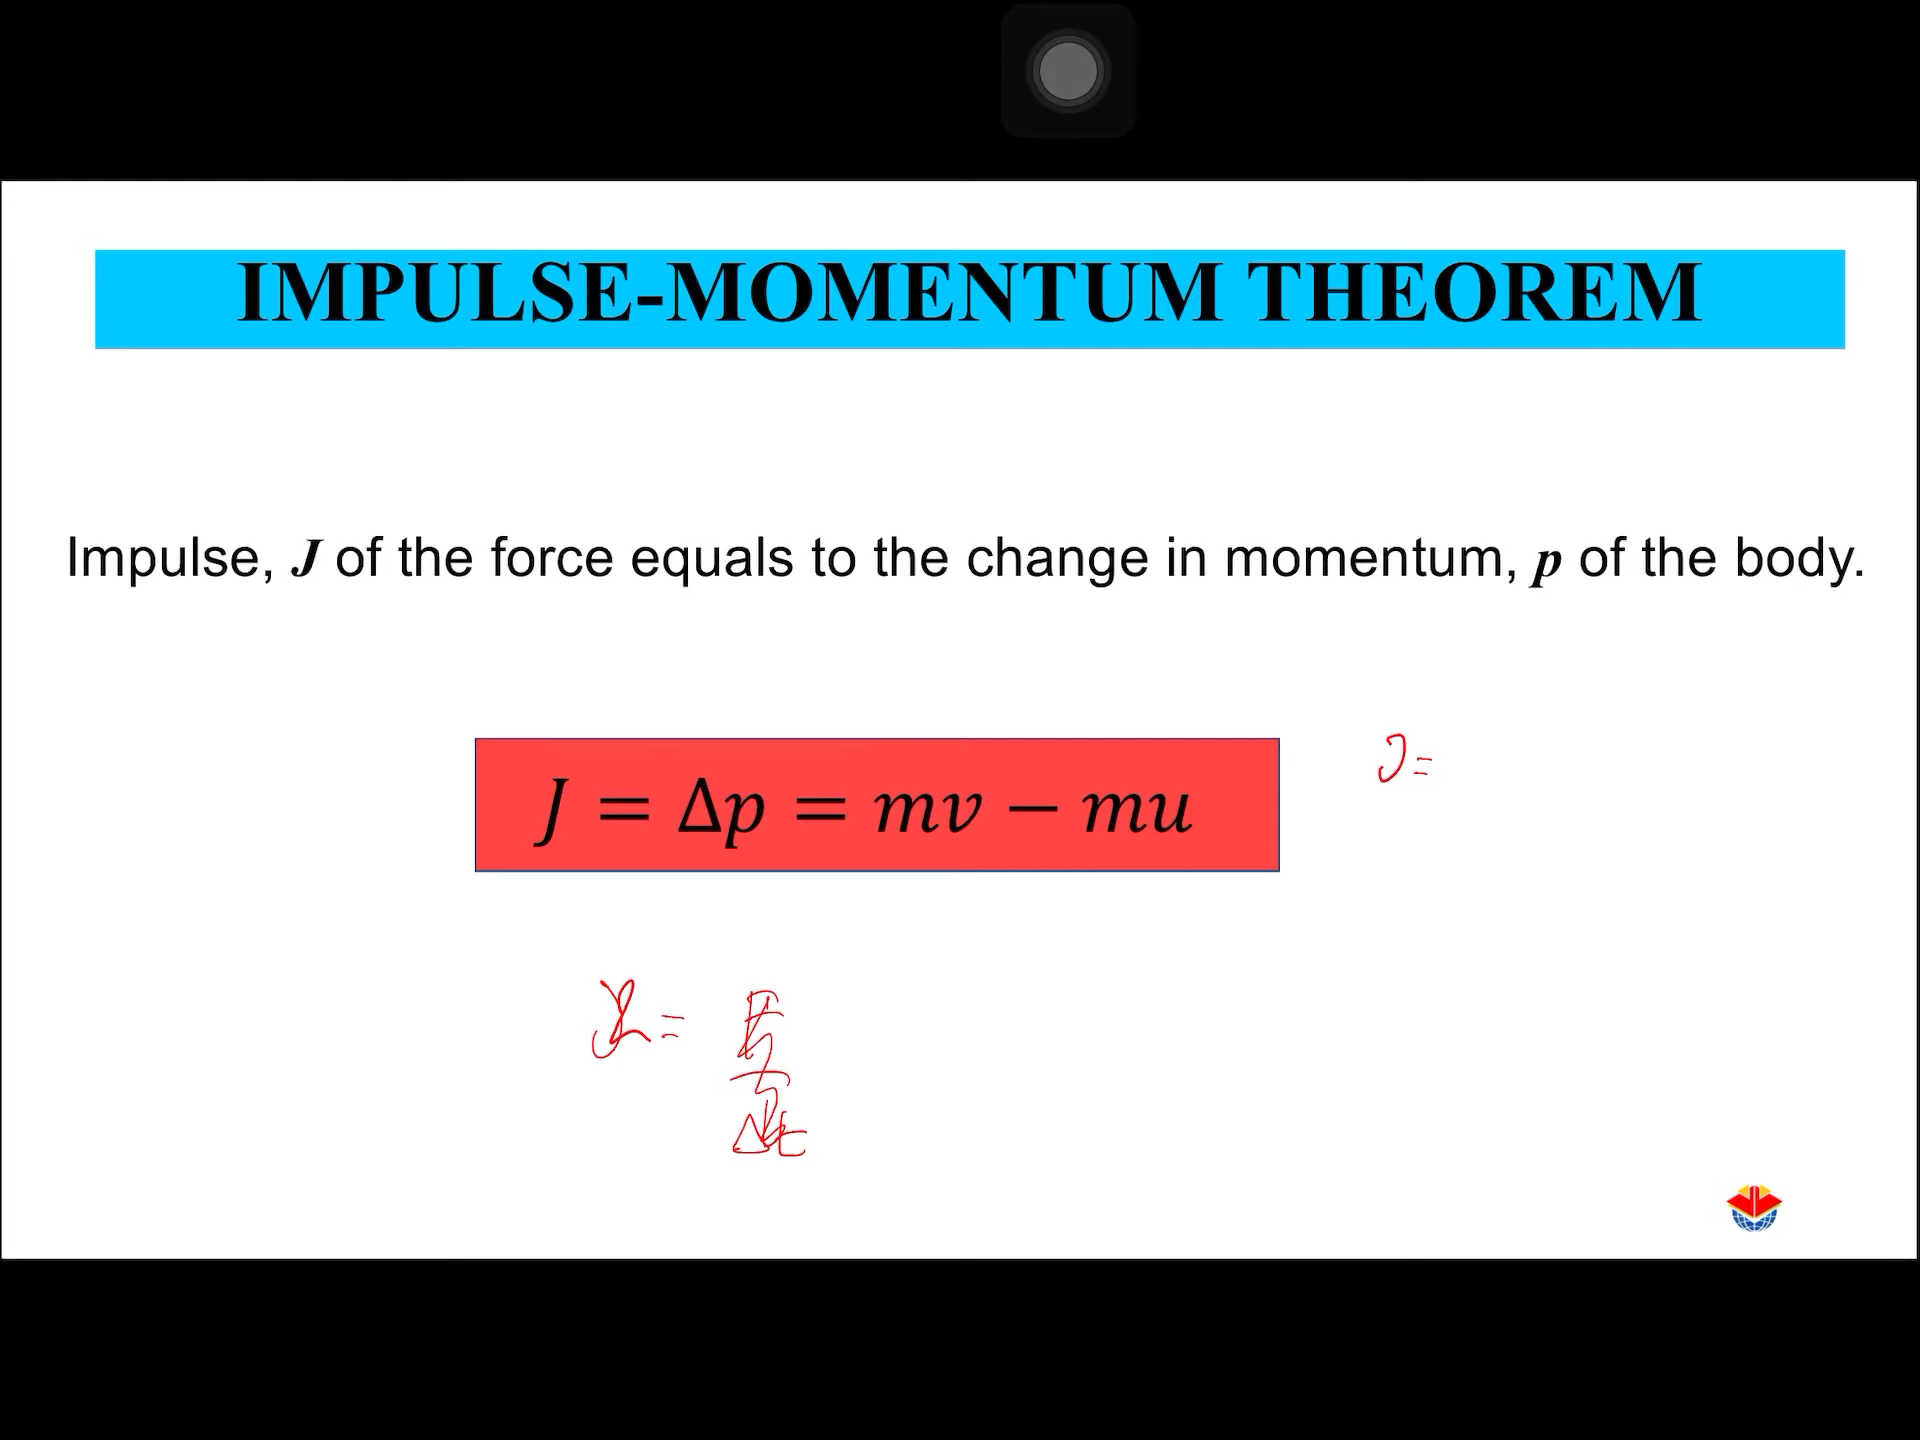 IMPULSE-MOMENTUM THEOREM
Impulse, J of the force equals to the change in momentum, p of the body.
J = Δp = mv − mu
J =
=
Δt